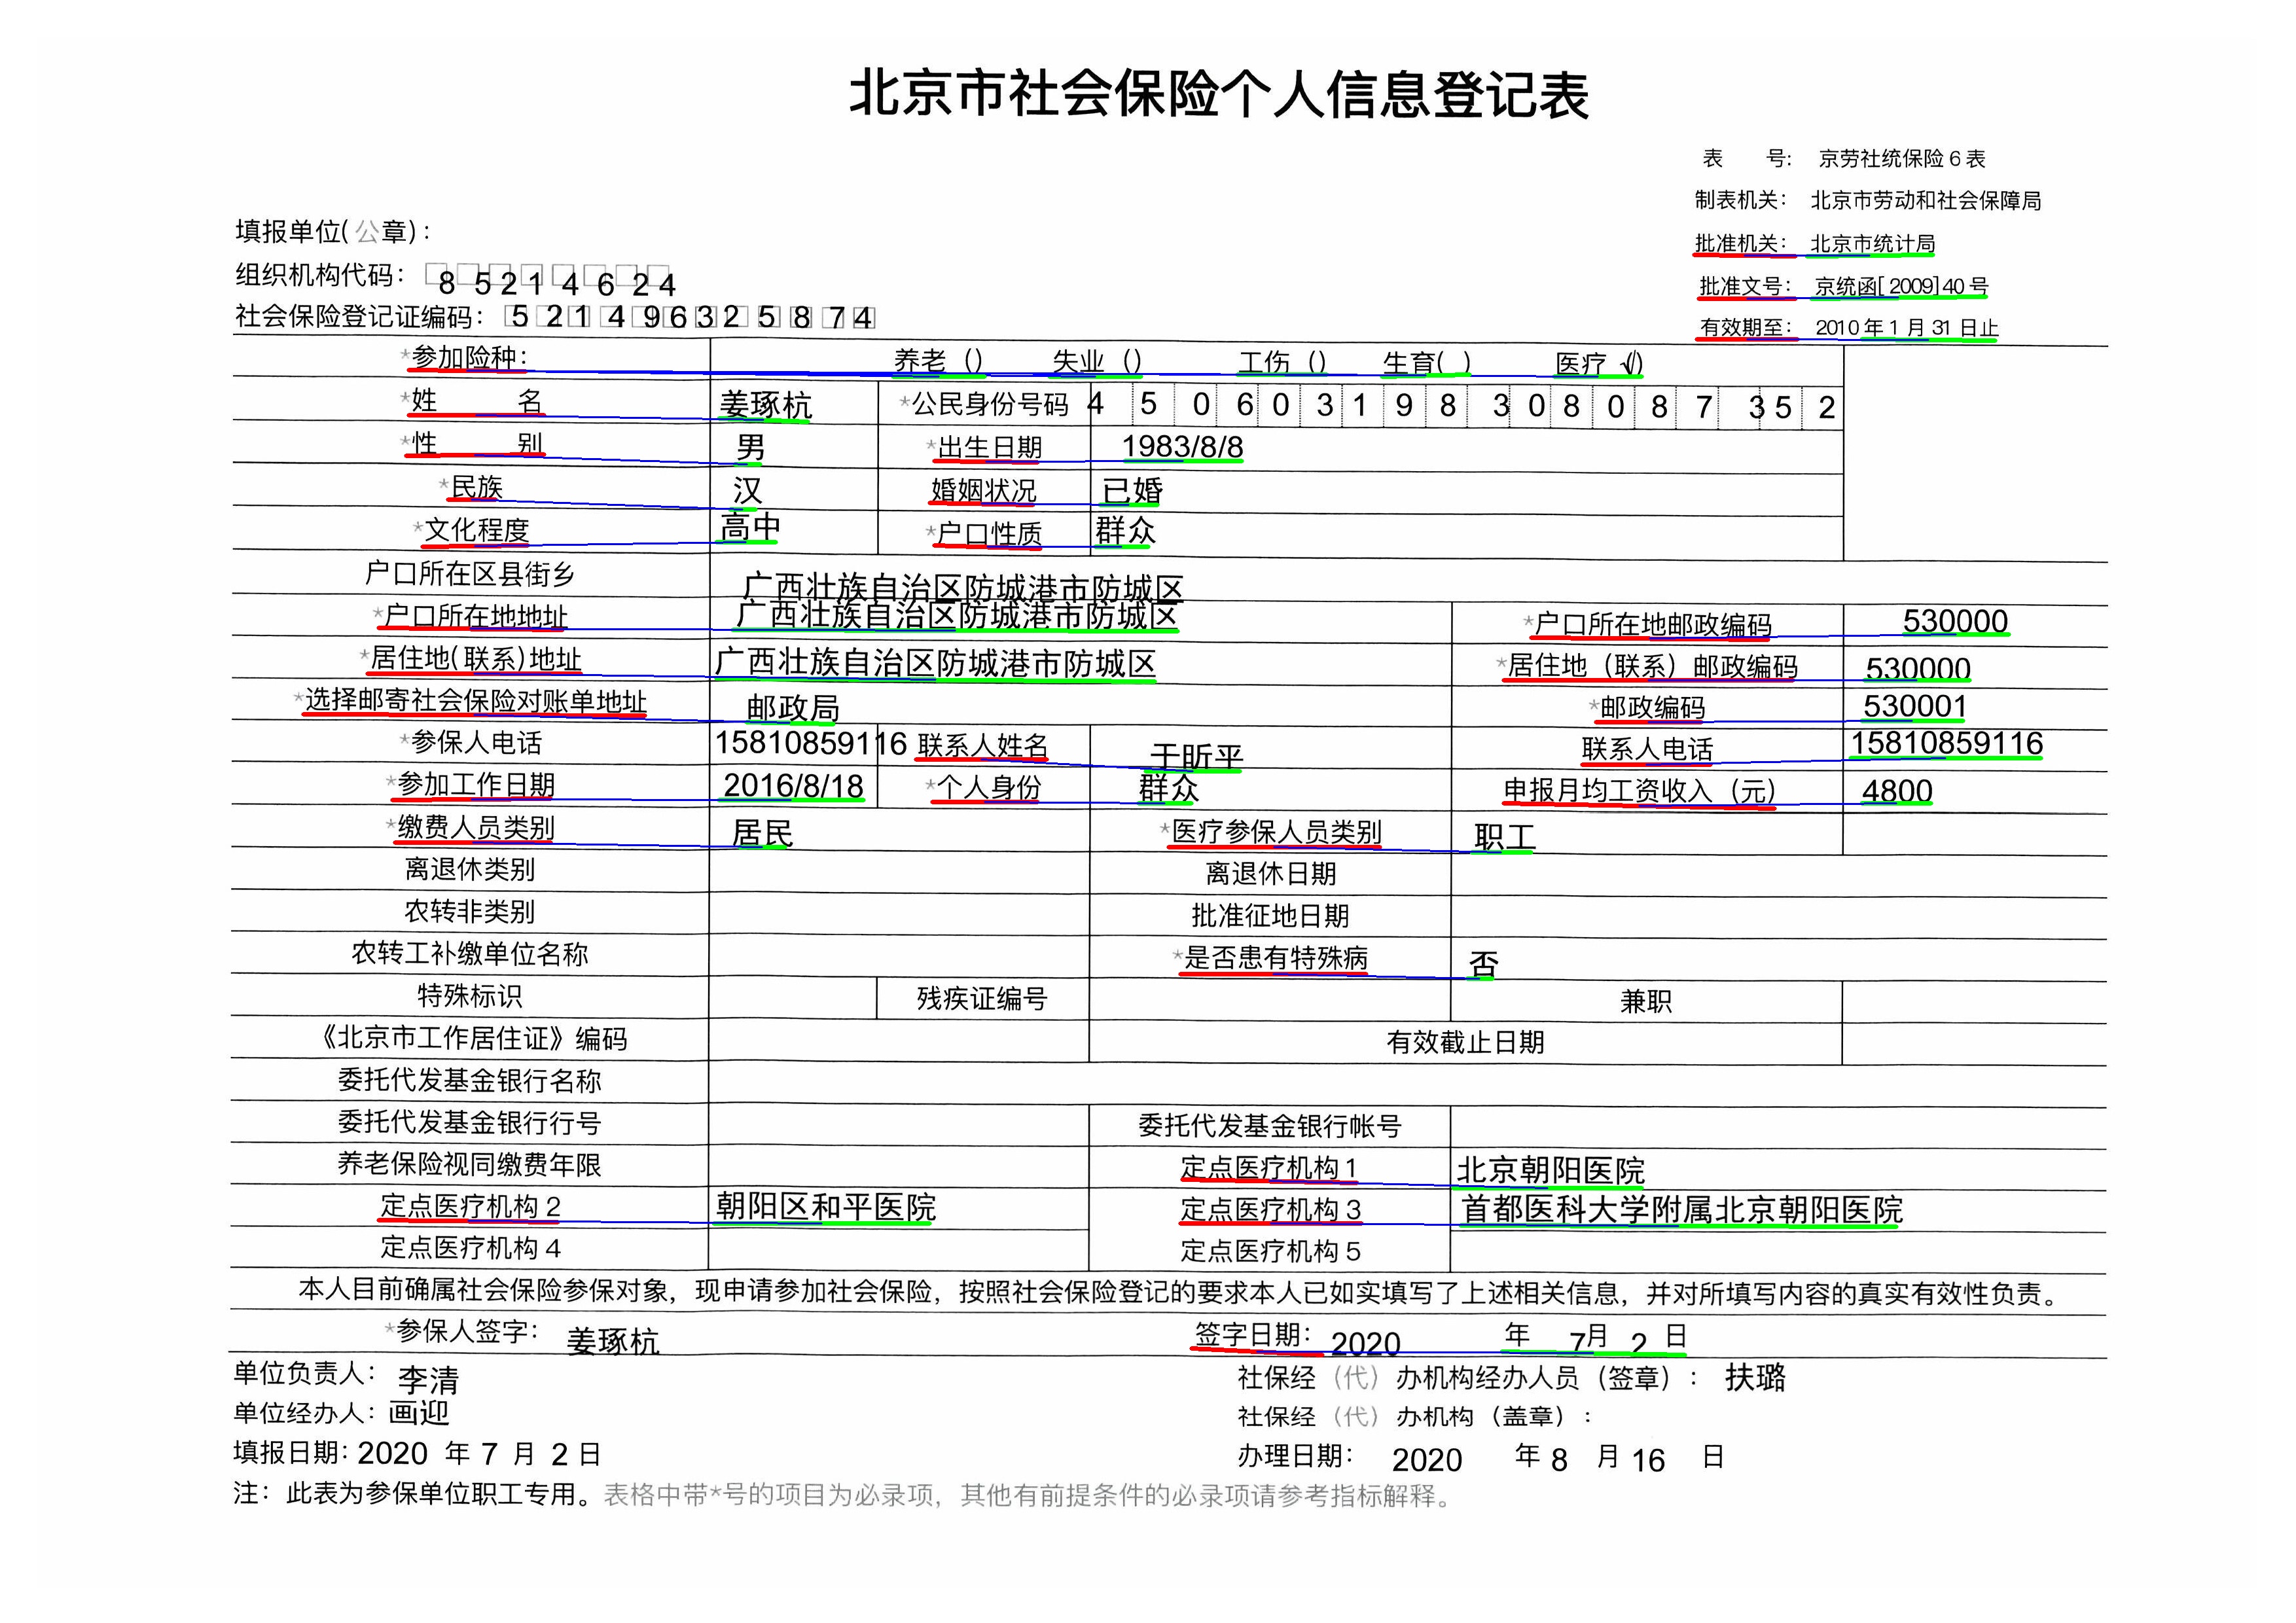 北京市社会保险个人信息登记表
表 号: 京劳社统保险6表
制表机关: 北京市劳动和社会保障局
填报单位(公章):
批准机关: 北京市统计局
组织机构代码: 8 5 2 1 4 6 2 4
批准文号: 京统函[2009]40号
社会保险登记证编码: 5 2 1 4 9 6 3 2 5 8 7 4
有效期至: 2010年1月31日止
*参加险种: 养老() 失业() 工伤() 生育( ) 医疗(√)
*姓 名 姜琢杭 *公民身份号码 4 5 0 6 0 3 1 9 8 3 0 8 0 8 7 3 5 2
*性 别 男 *出生日期 1983/8/8
*民族 汉 婚姻状况 已婚
*文化程度 高中 *户口性质 群众
户口所在区县街乡 广西壮族自治区防城港市防城区
*户口所在地地址 广西壮族自治区防城港市防城区 *户口所在地邮政编码 530000
*居住地(联系)地址 广西壮族自治区防城港市防城区 *居住地(联系)邮政编码 530000
*选择邮寄社会保险对账单地址 邮政局 *邮政编码 530001
*参保人电话 15810859116 联系人姓名 于昕平 联系人电话 15810859116
*参加工作日期 2016/8/18 *个人身份 群众 申报月均工资收入(元) 4800
*缴费人员类别 居民 *医疗参保人员类别 职工
离退休类别 离退休日期
农转非类别 批准征地日期
农转工补缴单位名称 *是否患有特殊病 否
特殊标识 残疾证编号 兼职
《北京市工作居住证》编码 有效截止日期
委托代发基金银行名称
委托代发基金银行行号 委托代发基金银行帐号
养老保险视同缴费年限 定点医疗机构1 北京朝阳医院
定点医疗机构2 朝阳区和平医院 定点医疗机构3 首都医科大学附属北京朝阳医院
定点医疗机构4 定点医疗机构5
本人目前确属社会保险参保对象,现申请参加社会保险,按照社会保险登记的要求本人已如实填写了上述相关信息,并对所填写内容的真实有效性负责。
*参保人签字: 姜琢杭 签字日期: 2020 年 7月 2 日
单位负责人: 李清 社保经(代)办机构经办人员(签章): 扶璐
单位经办人: 画迎 社保经(代)办机构(盖章):
填报日期: 2020 年 7 月 2 日 办理日期: 2020 年 8 月 16 日
注:此表为参保单位职工专用。表格中带*号的项目为必录项,其他有前提条件的必录项请参考指标解释。